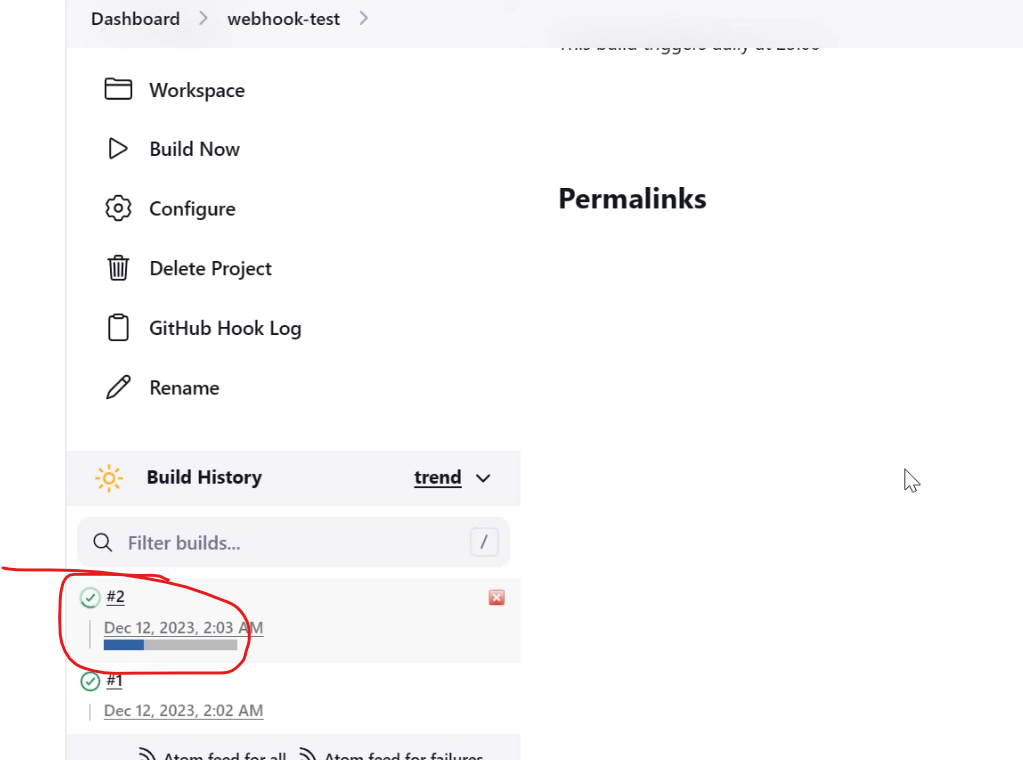 Dashboard > webhook-test >
This build triggers daily at 23:00
Workspace
Build Now
Permalinks
Configure
Delete Project
GitHub Hook Log
Rename
Build History trend
Filter builds... /
#2
Dec 12, 2023, 2:03 AM
#1
Dec 12, 2023, 2:02 AM
Atom feed for all Atom feed for failures